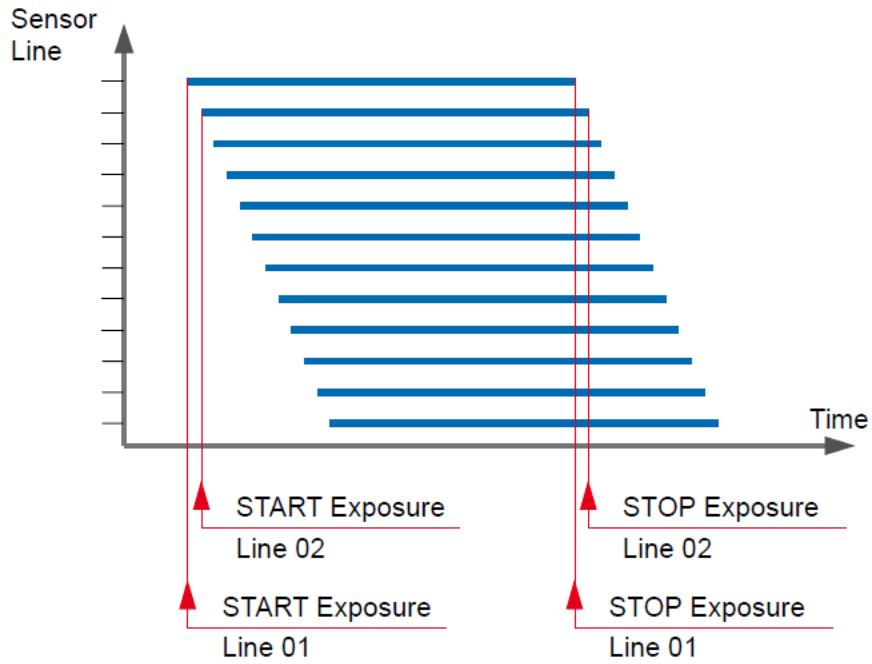 Sensor
Line
Time
START Exposure
Line 02
STOP Exposure
Line 02
START Exposure
Line 01
STOP Exposure
Line 01